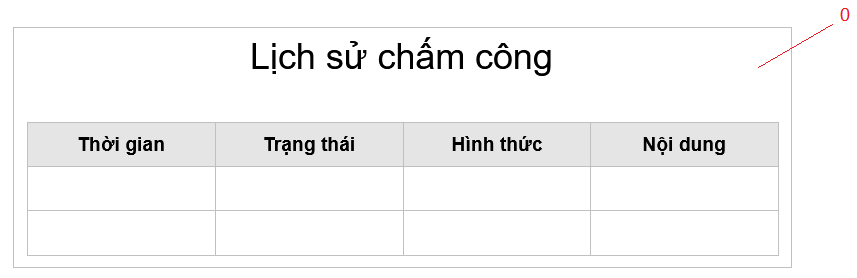 0
Lịch sử chấm công
Thời gian Trạng thái Hình thức Nội dung